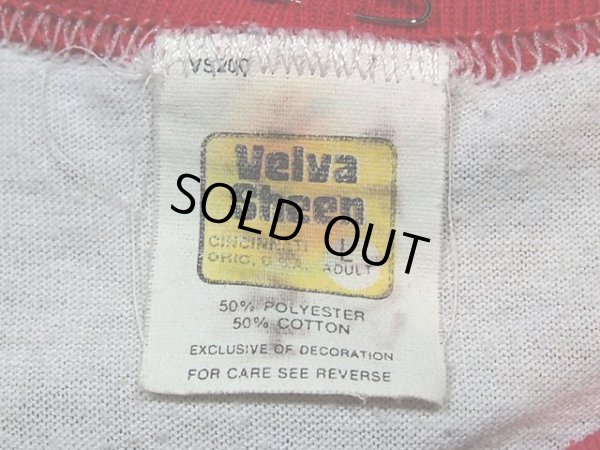 VS200
Velva
Sheen
SOLD OUT
CINCINNATI,
OHIO, U.S.A.
L
ADULT
50% POLYESTER
50% COTTON
EXCLUSIVE OF DECORATION
FOR CARE SEE REVERSE